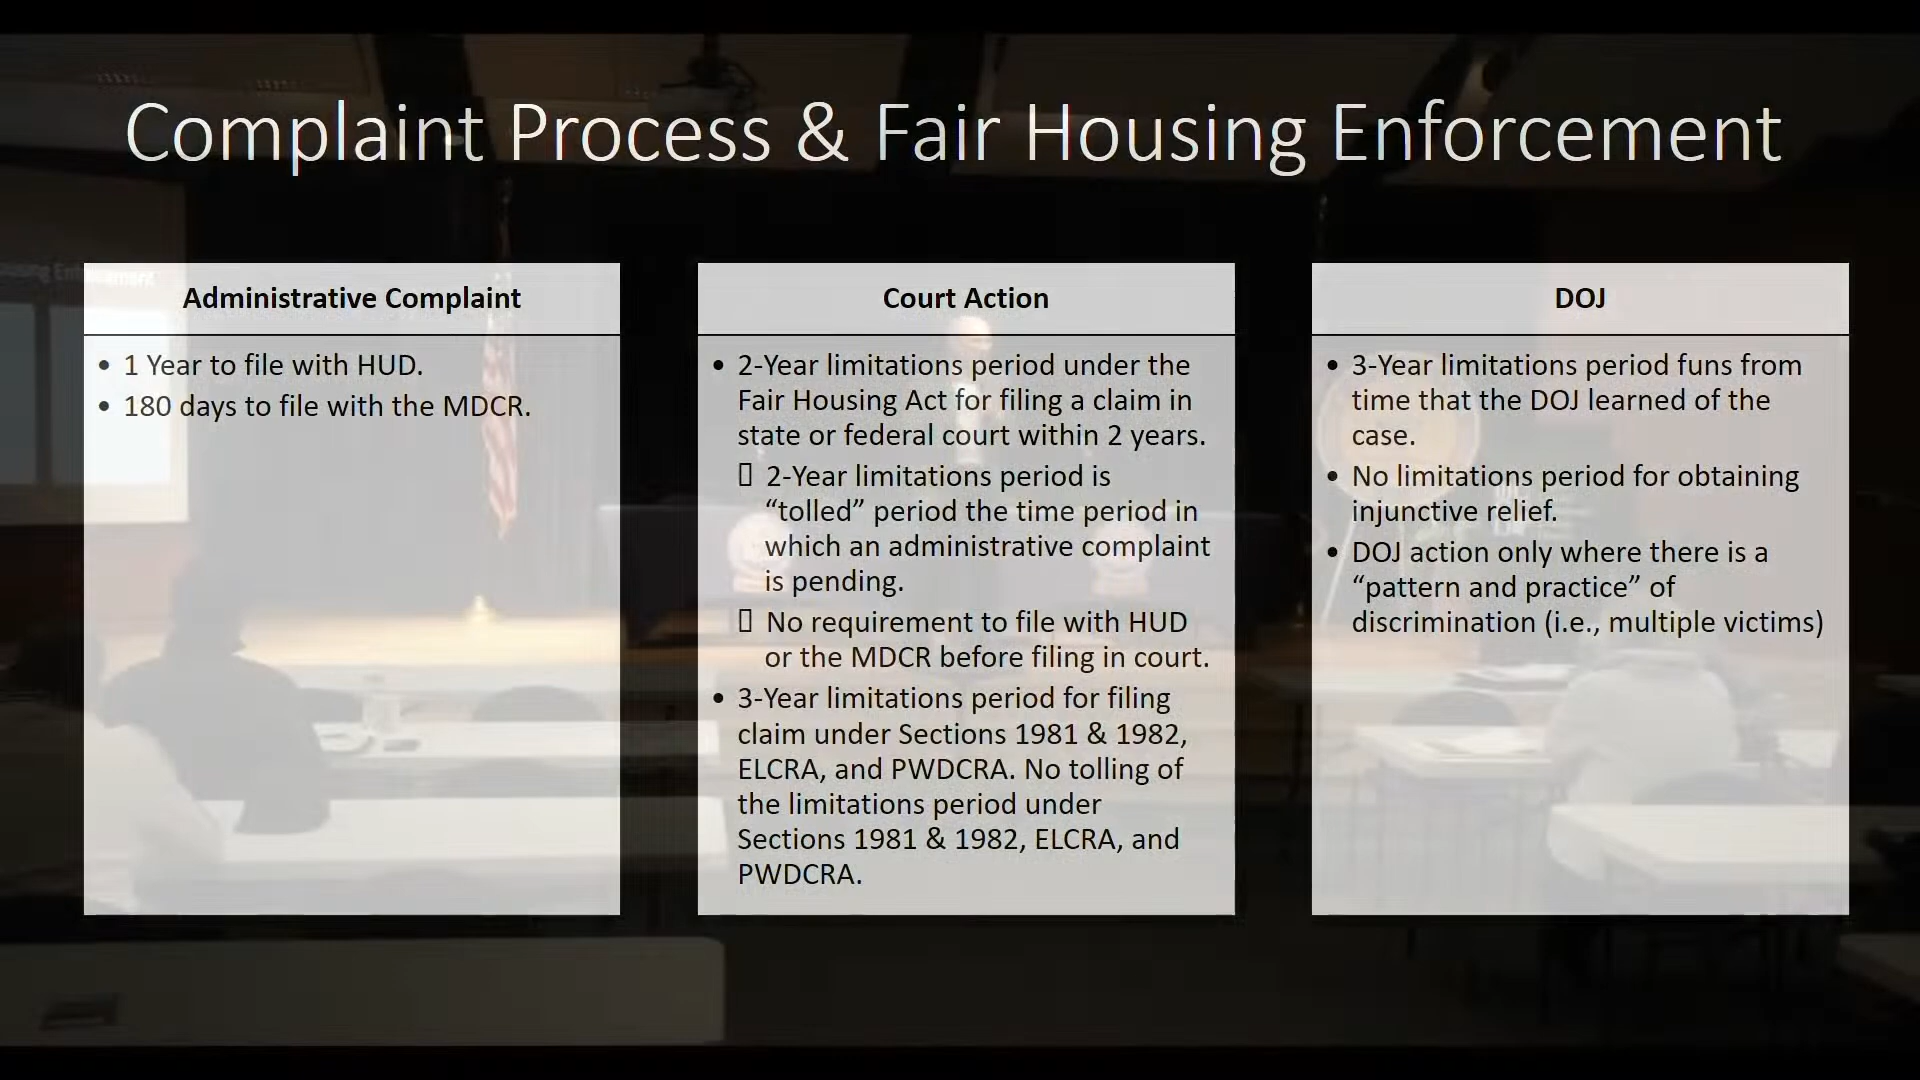 Complaint Process & Fair Housing Enforcement
Administrative Complaint
• 1 Year to file with HUD.
• 180 days to file with the MDCR.
Court Action
• 2-Year limitations period under the
Fair Housing Act for filing a claim in
state or federal court within 2 years.
▯ 2-Year limitations period is
“tolled” period the time period in
which an administrative complaint
is pending.
▯ No requirement to file with HUD
or the MDCR before filing in court.
• 3-Year limitations period for filing
claim under Sections 1981 & 1982,
ELCRA, and PWDCRA. No tolling of
the limitations period under
Sections 1981 & 1982, ELCRA, and
PWDCRA.
DOJ
• 3-Year limitations period funs from
time that the DOJ learned of the
case.
• No limitations period for obtaining
injunctive relief.
• DOJ action only where there is a
“pattern and practice” of
discrimination (i.e., multiple victims)